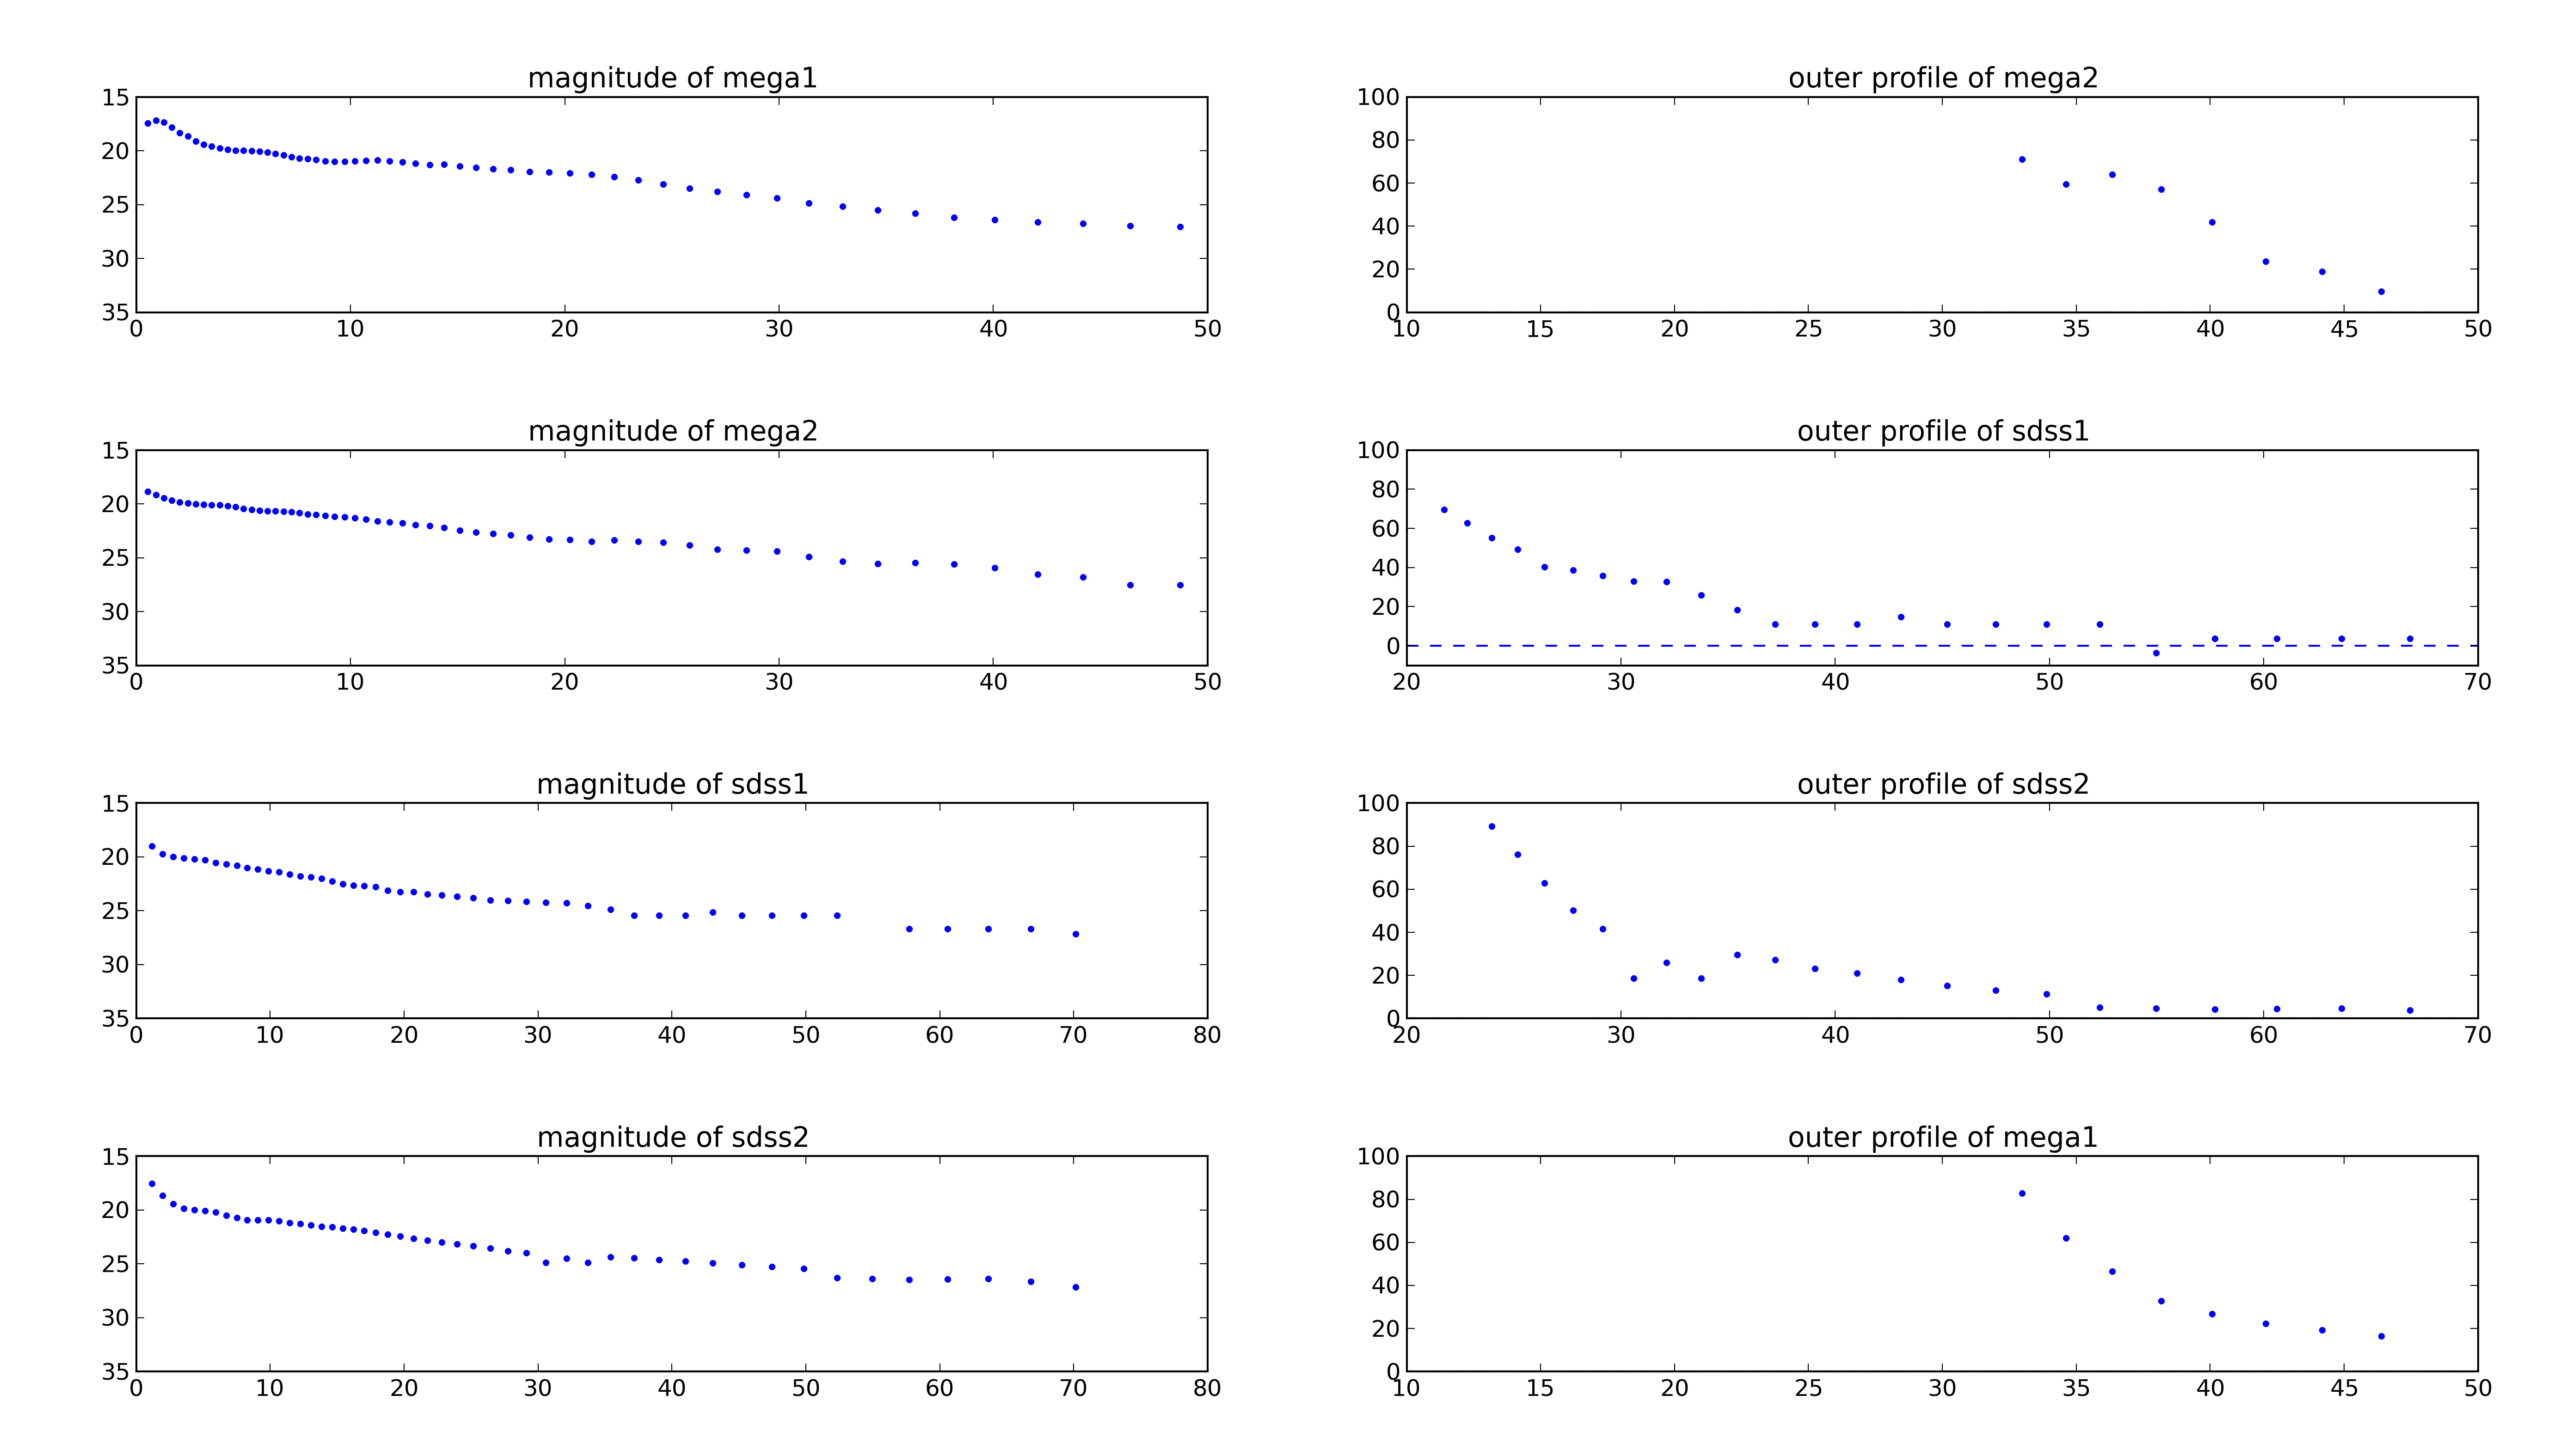 magnitude of mega1
15
20
25
30
35
0 10 20 30 40 50
outer profile of mega2
100
80
60
40
20
0
10 15 20 25 30 35 40 45 50
magnitude of mega2
15
20
25
30
35
0 10 20 30 40 50
outer profile of sdss1
100
80
60
40
20
0
20 30 40 50 60 70
magnitude of sdss1
15
20
25
30
35
0 10 20 30 40 50 60 70 80
outer profile of sdss2
100
80
60
40
20
0
20 30 40 50 60 70
magnitude of sdss2
15
20
25
30
35
0 10 20 30 40 50 60 70 80
outer profile of mega1
100
80
60
40
20
0
10 15 20 25 30 35 40 45 50